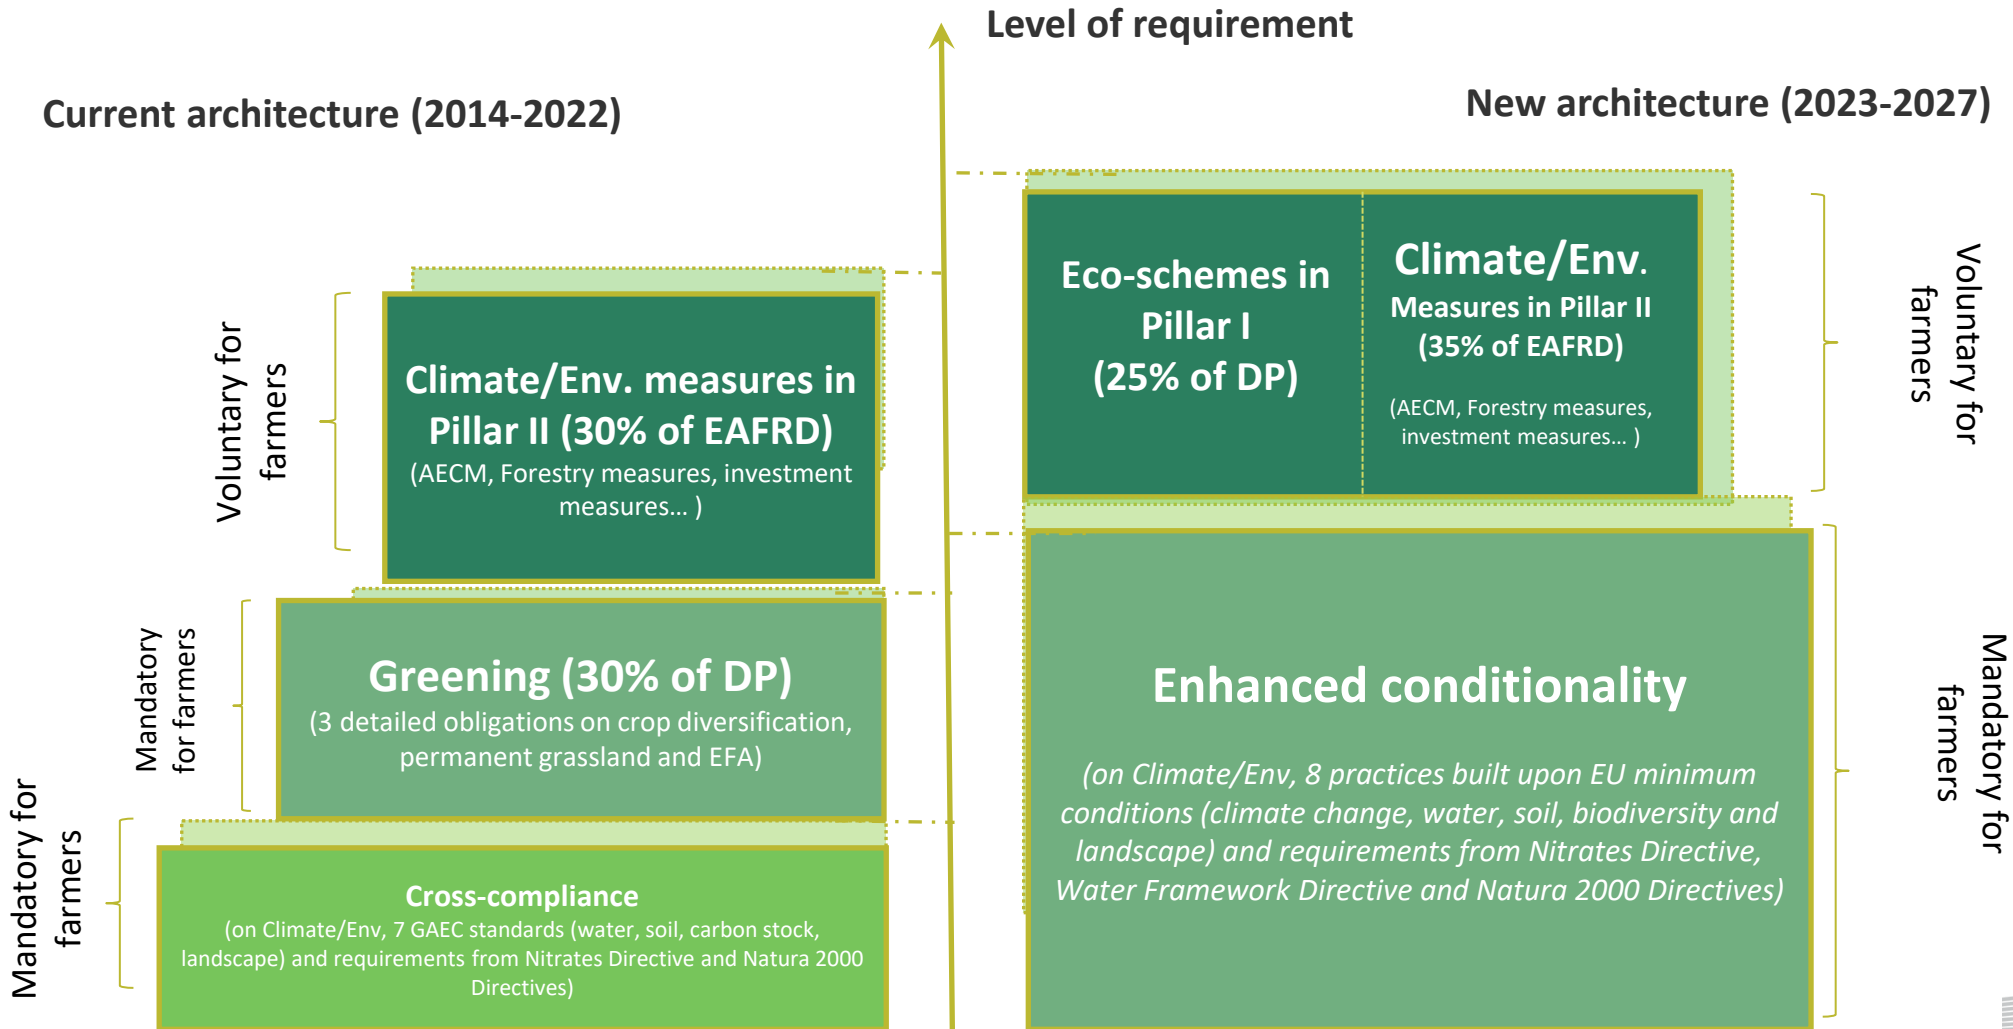 Level of requirement
Current architecture (2014-2022)
New architecture (2023-2027)
Voluntary for
farmers
Climate/Env. measures in
Pillar II (30% of EAFRD)
(AECM, Forestry measures, investment
measures... )
Mandatory
for farmers
Greening (30% of DP)
(3 detailed obligations on crop diversification,
permanent grassland and EFA)
Mandatory for
farmers
Cross-compliance
(on Climate/Env, 7 GAEC standards (water, soil, carbon stock,
landscape) and requirements from Nitrates Directive and Natura 2000
Directives)
Eco-schemes in
Pillar I
(25% of DP)
Climate/Env.
Measures in Pillar II
(35% of EAFRD)
(AECM, Forestry measures,
investment measures... )
Voluntary for
farmers
Enhanced conditionality
(on Climate/Env, 8 practices built upon EU minimum
conditions (climate change, water, soil, biodiversity and
landscape) and requirements from Nitrates Directive,
Water Framework Directive and Natura 2000 Directives)
Mandatory for
farmers